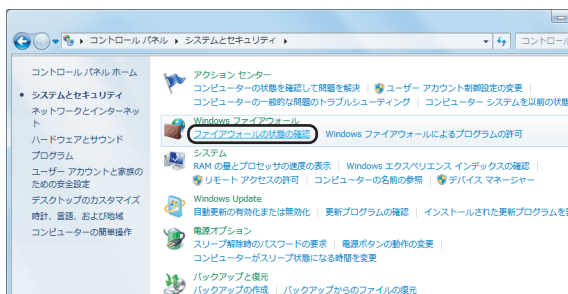 コントロール パネル ▸ システムとセキュリティ ▸
コントロール
コントロール パネル ホーム
システムとセキュリティ
ネットワークとインターネッ
ト
ハードウェアとサウンド
プログラム
ユーザー アカウントと家族の
ための安全設定
デスクトップのカスタマイズ
時計、言語、および地域
コンピューターの簡単操作
アクション センター
コンピューターの状態を確認して問題を解決 | ユーザー アカウント制御設定の変更 |
コンピューターの一般的な問題のトラブルシューティング | コンピューター システムを以前の状態
Windows ファイアウォール
ファイアウォールの状態の確認 Windows ファイアウォールによるプログラムの許可
システム
RAM の量とプロセッサの速度の表示 | Windows エクスペリエンス インデックスの確認 |
リモート アクセスの許可 | コンピューターの名前の参照 | デバイス マネージャー
Windows Update
自動更新の有効化または無効化 | 更新プログラムの確認 | インストールされた更新プログラムを
電源オプション
スリープ解除時のパスワードの要求 | 電源ボタンの動作の変更 |
コンピューターがスリープ状態になる時間を変更
バックアップと復元
バックアップの作成 | バックアップからのファイルの復元